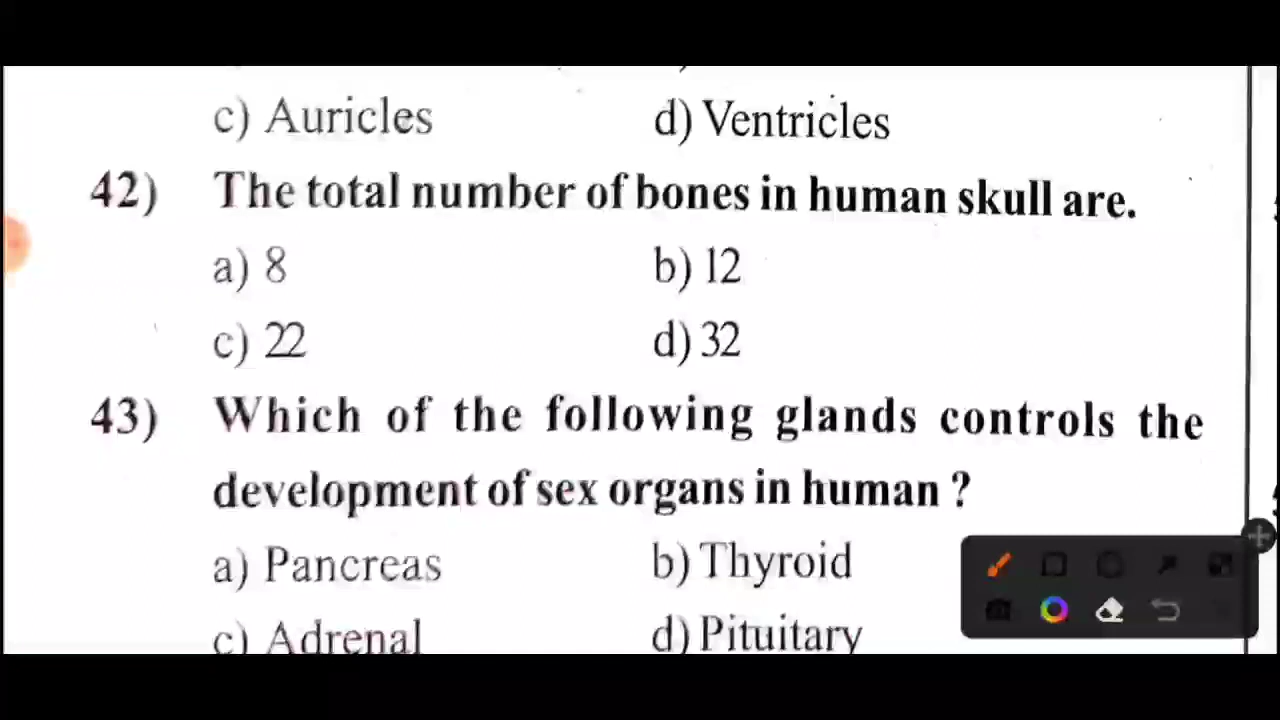 c) Auricles d) Ventricles
42) The total number of bones in human skull are.
a) 8 b) 12
c) 22 d) 32
43) Which of the following glands controls the
development of sex organs in human ?
a) Pancreas b) Thyroid
c) Adrenal d) Pituitary